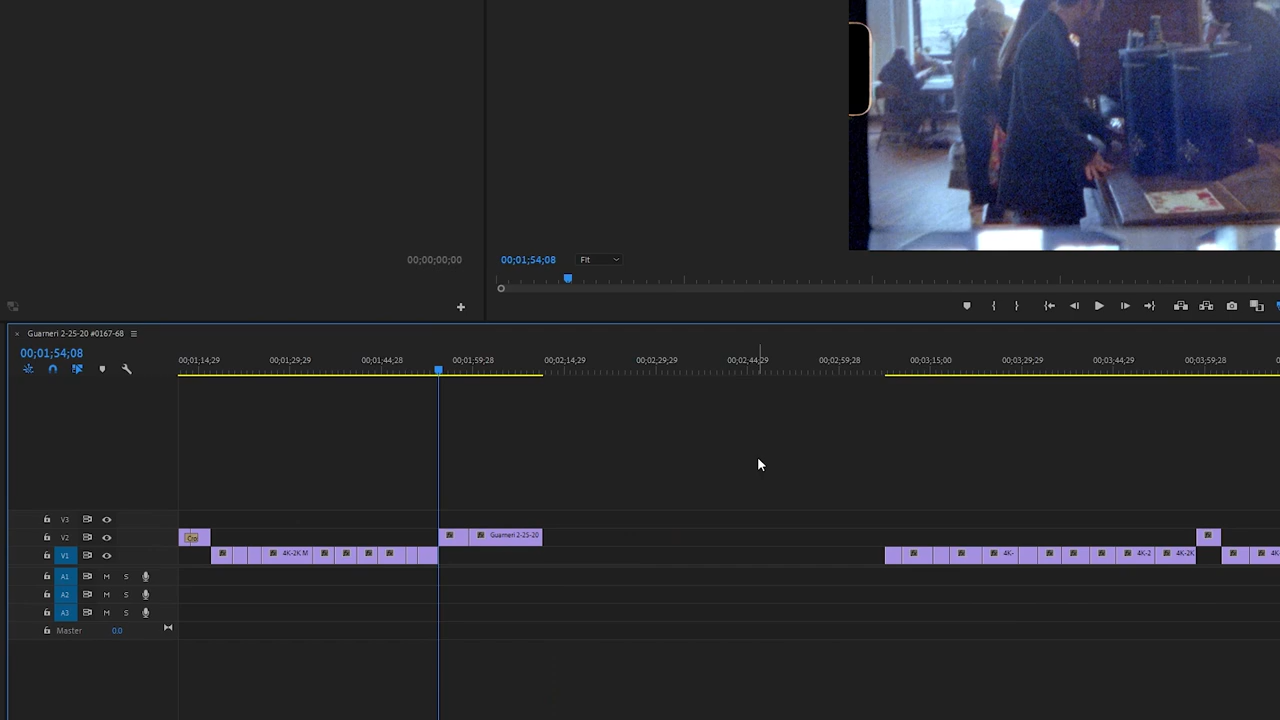 00;00;00;00
00;01;54;08 Fit
Guarneri 2-25-20 #0167-68
00;01;54;08
00;01;14,29 00;01;29,29 00;01;44,28 00;01;59,28 00;02;14,29 00;02;29,29 00;02;44,29 00;02;59,28 00;03;15,00 00;03;29,29 00;03;44,29 00;03;59,28
V3
V2 Guarneri 2-25-20
V1 4K-2K M 4K- 4K-2 4K-2K 4K-
A1 M S
A2 M S
A3 M S
Master 0.0